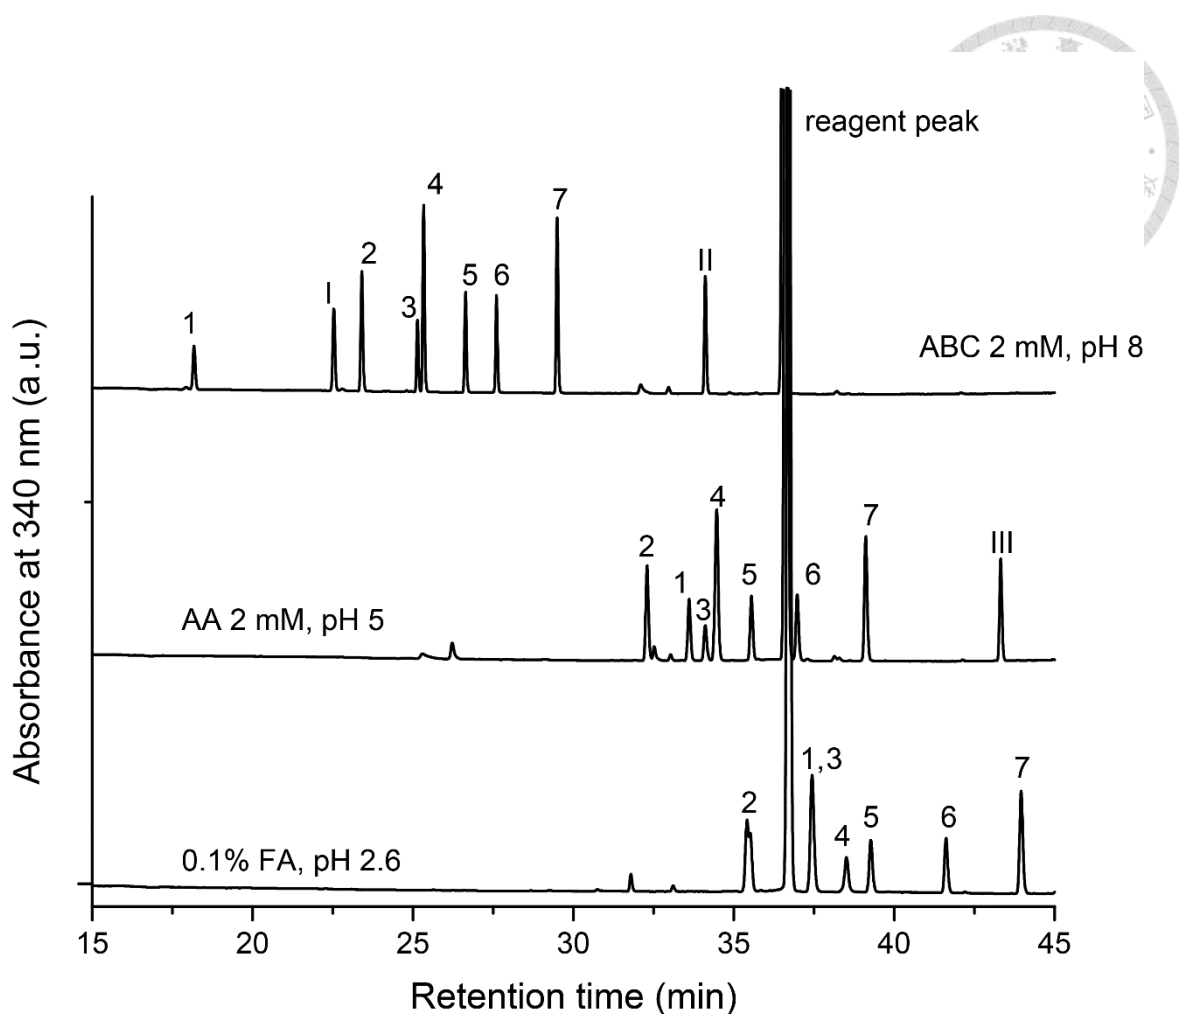 reagent peak
4
7
2
II
I
5 6
3
1
ABC 2 mM, pH 8
4
7
2
III
1
5
6
3
AA 2 mM, pH 5
1,3
7
2
5
6
4
0.1% FA, pH 2.6
15 20 25 30 35 40 45
Retention time (min)
Absorbance at 340 nm (a.u.)